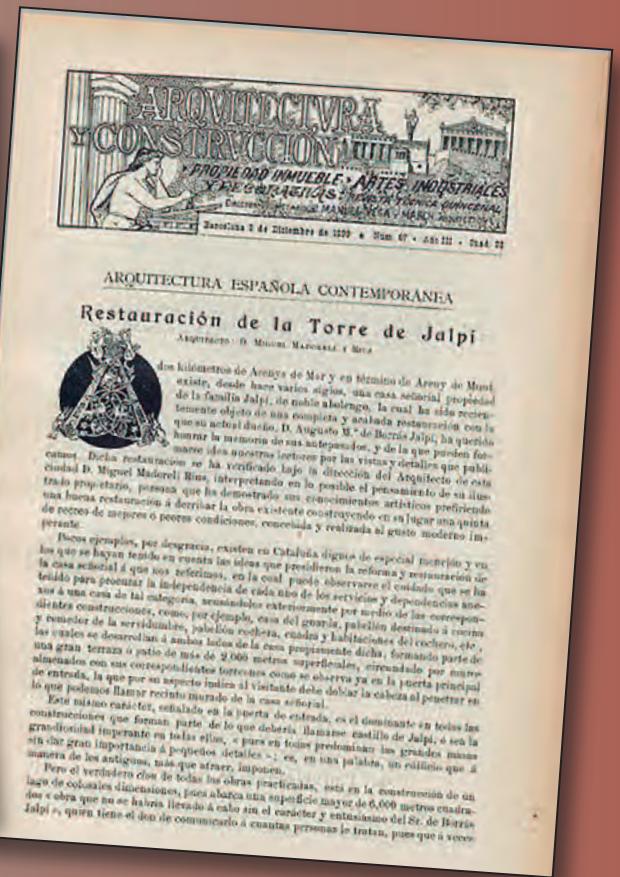 ARQVITECTVRA
Y CONSTRVCCION
PROPIEDAD INMUEBLE • ARTES INDUSTRIALES
Y DECORATIVAS REVISTA TÉCNICA QUINCENAL
Barcelona 8 de Diciembre de 1899 • Núm. 67 • Año III •
ARQUITECTURA ESPAÑOLA CONTEMPORÁNEA
Restauración de la Torre de Jalpí
ARQUITECTO: D. MIGUEL MADORELL Y RIUS
A dos kilómetros de Arenys de Mar y en término de Areny de Munt
existe, desde hace varios siglos, una casa señorial propiedad
de la familia Jalpí, de noble abolengo, la cual ha sido recien-
temente objeto de una completa y acabada restauración con la
que su actual dueño, D. Augusto M.ª de Borrás Jalpí, ha querido
honrar la memoria de sus antepasados, y de la que pueden for-
marse idea nuestros lectores por las vistas y detalles que publi-
camos. Dicha restauración se ha verificado bajo la dirección del Arquitecto de esta
ciudad D. Miguel Madorell Rius, interpretando en lo posible el pensamiento de su ilus-
trado propietario, persona que ha demostrado sus conocimientos artísticos prefiriendo
una buena restauración á derribar la obra existente construyendo en su lugar una quinta
de recreo de mejores ó peores condiciones, concebida y realizada al gusto moderno im-
perante.
Pocos ejemplos, por desgracia, existen en Cataluña dignos de especial mención y en
los que se hayan tenido en cuenta las ideas que presidieron la reforma y restauración de
la casa señorial á que nos referimos, en la cual puede observarse el cuidado que se ha
tenido para procurar la independencia de cada uno de los servicios y dependencias ane-
xos á una casa de tal categoría, acusándolos exteriormente por medio de las correspon-
dientes construcciones, como, por ejemplo, casa del guarda, pabellón destinado á cocina
y comedor de la servidumbre, pabellón cochera, cuadra y habitaciones del cochero, etc.,
las cuales se desarrollan á ambos lados de la casa propiamente dicha, formando parte de
una gran terraza ó patio de más de 2,000 metros superficiales, circundado por muros
almenados con sus correspondientes torreones como se observa ya en la puerta principal
de entrada, la que por su aspecto indica al visitante debe doblar la cabeza al penetrar en
lo que podemos llamar recinto murado de la casa señorial.
Este mismo carácter, señalado en la puerta de entrada, es el dominante en todas las
construcciones que forman parte de lo que debería llamarse castillo de Jalpí, ó sea la
grandiosidad imperante en todas ellas, « pues en todas predominan las grandes masas
sin dar gran importancia á pequeños detalles »; es, en una palabra, un edificio que á
manera de los antiguos, más que atraer, imponen.
Pero el verdadero clos de todas las obras practicadas, está en la construcción de un
lago de colosales dimensiones, pues abarca una superficie mayor de 6,000 metros cuadra-
dos « obra que no se habría llevado á cabo sin el carácter y entusiasmo del Sr. de Borrás
Jalpí », quien tiene el don de comunicarlo á cuantas personas le tratan, pues que á veces